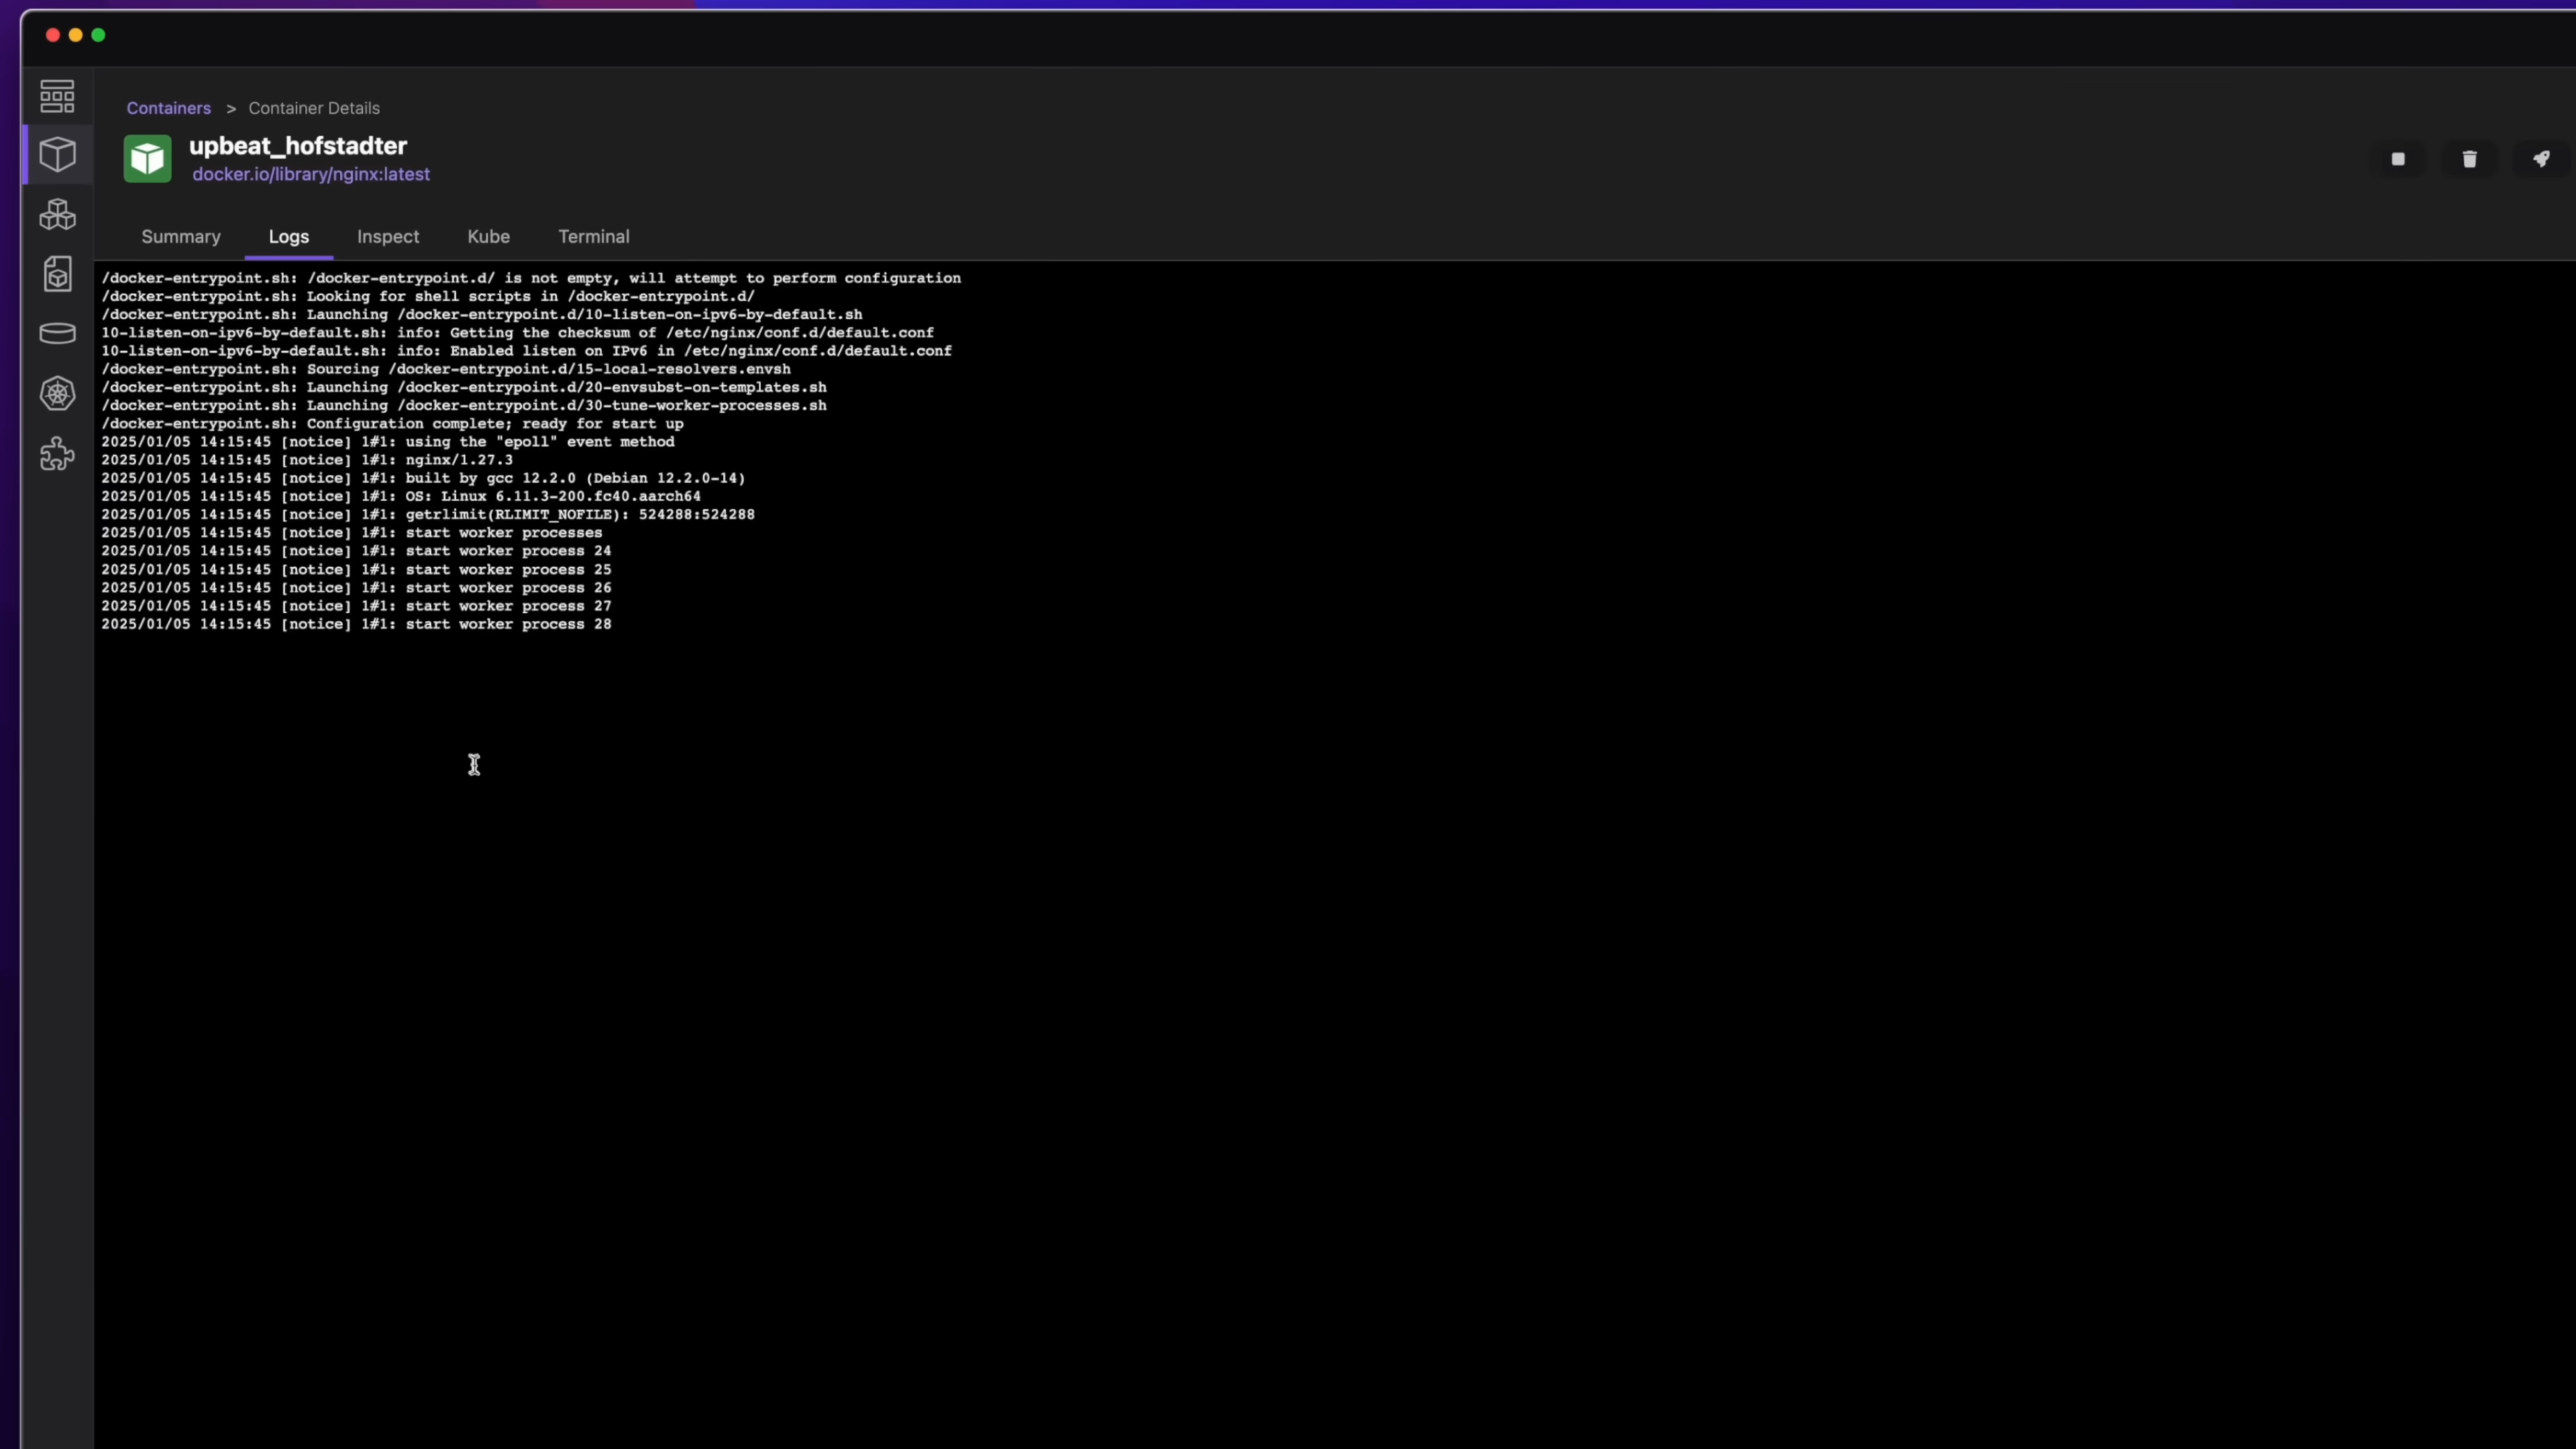 Containers > Container Details
upbeat_hofstadter
docker.io/library/nginx:latest
Summary Logs Inspect Kube Terminal
/docker-entrypoint.sh: /docker-entrypoint.d/ is not empty, will attempt to perform configuration
/docker-entrypoint.sh: Looking for shell scripts in /docker-entrypoint.d/
/docker-entrypoint.sh: Launching /docker-entrypoint.d/10-listen-on-ipv6-by-default.sh
10-listen-on-ipv6-by-default.sh: info: Getting the checksum of /etc/nginx/conf.d/default.conf
10-listen-on-ipv6-by-default.sh: info: Enabled listen on IPv6 in /etc/nginx/conf.d/default.conf
/docker-entrypoint.sh: Sourcing /docker-entrypoint.d/15-local-resolvers.envsh
/docker-entrypoint.sh: Launching /docker-entrypoint.d/20-envsubst-on-templates.sh
/docker-entrypoint.sh: Launching /docker-entrypoint.d/30-tune-worker-processes.sh
/docker-entrypoint.sh: Configuration complete; ready for start up
2025/01/05 14:15:45 [notice] 1#1: using the "epoll" event method
2025/01/05 14:15:45 [notice] 1#1: nginx/1.27.3
2025/01/05 14:15:45 [notice] 1#1: built by gcc 12.2.0 (Debian 12.2.0-14)
2025/01/05 14:15:45 [notice] 1#1: OS: Linux 6.11.3-200.fc40.aarch64
2025/01/05 14:15:45 [notice] 1#1: getrlimit(RLIMIT_NOFILE): 524288:524288
2025/01/05 14:15:45 [notice] 1#1: start worker processes
2025/01/05 14:15:45 [notice] 1#1: start worker process 24
2025/01/05 14:15:45 [notice] 1#1: start worker process 25
2025/01/05 14:15:45 [notice] 1#1: start worker process 26
2025/01/05 14:15:45 [notice] 1#1: start worker process 27
2025/01/05 14:15:45 [notice] 1#1: start worker process 28